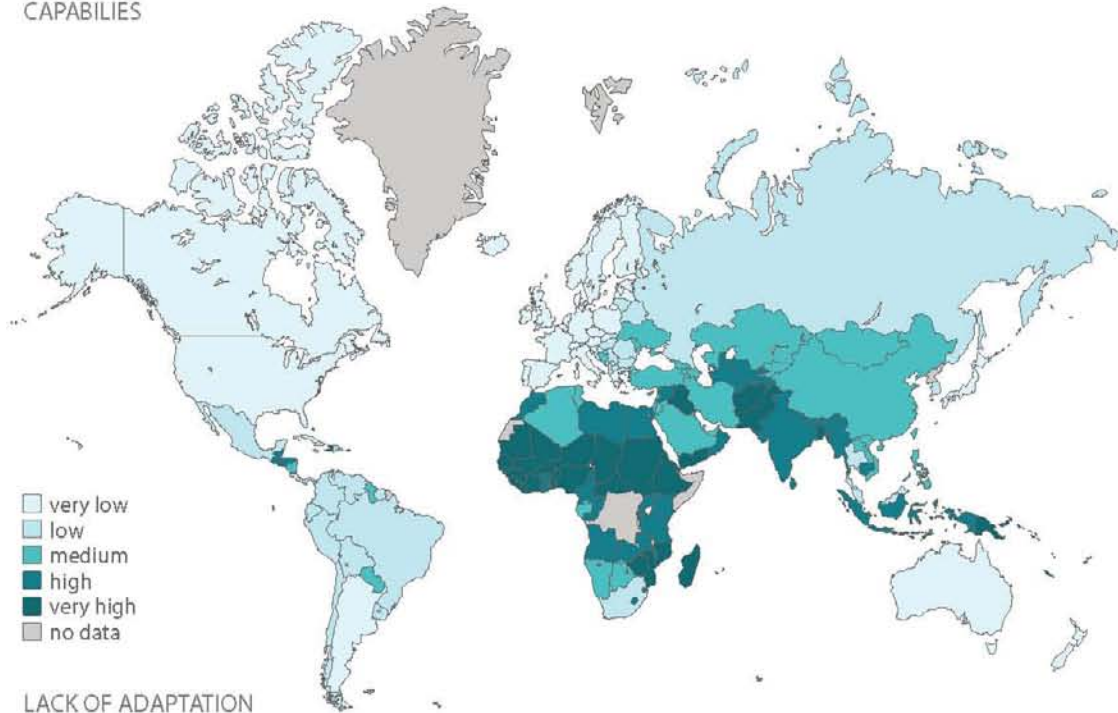 CAPABILIES
very low
low
medium
high
very high
no data
LACK OF ADAPTATION